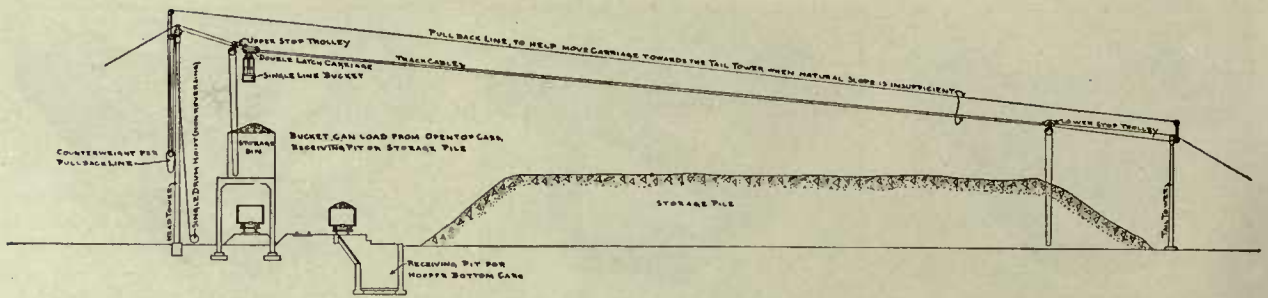 UPPER STOP TROLLEY
DOUBLE LATCH CARRIAGE
SINGLE LINE BUCKET
TRACK CABLE
PULL BACK LINE, TO HELP MOVE CARRIAGE TOWARDS THE TAIL TOWER WHEN NATURAL SLOPE IS INSUFFICIENT
LOWER STOP TROLLEY
BUCKET CAN LOAD FROM OPEN TOP CARS,
RECEIVING PIT OR STORAGE PILE
STORAGE
BIN
COUNTERWEIGHT FOR
PULL BACK LINE
HEAD TOWER
SINGLE DRUM HOIST (NON REVERSING)
STORAGE PILE
TAIL TOWER
RECEIVING PIT FOR
HOPPER BOTTOM CARS